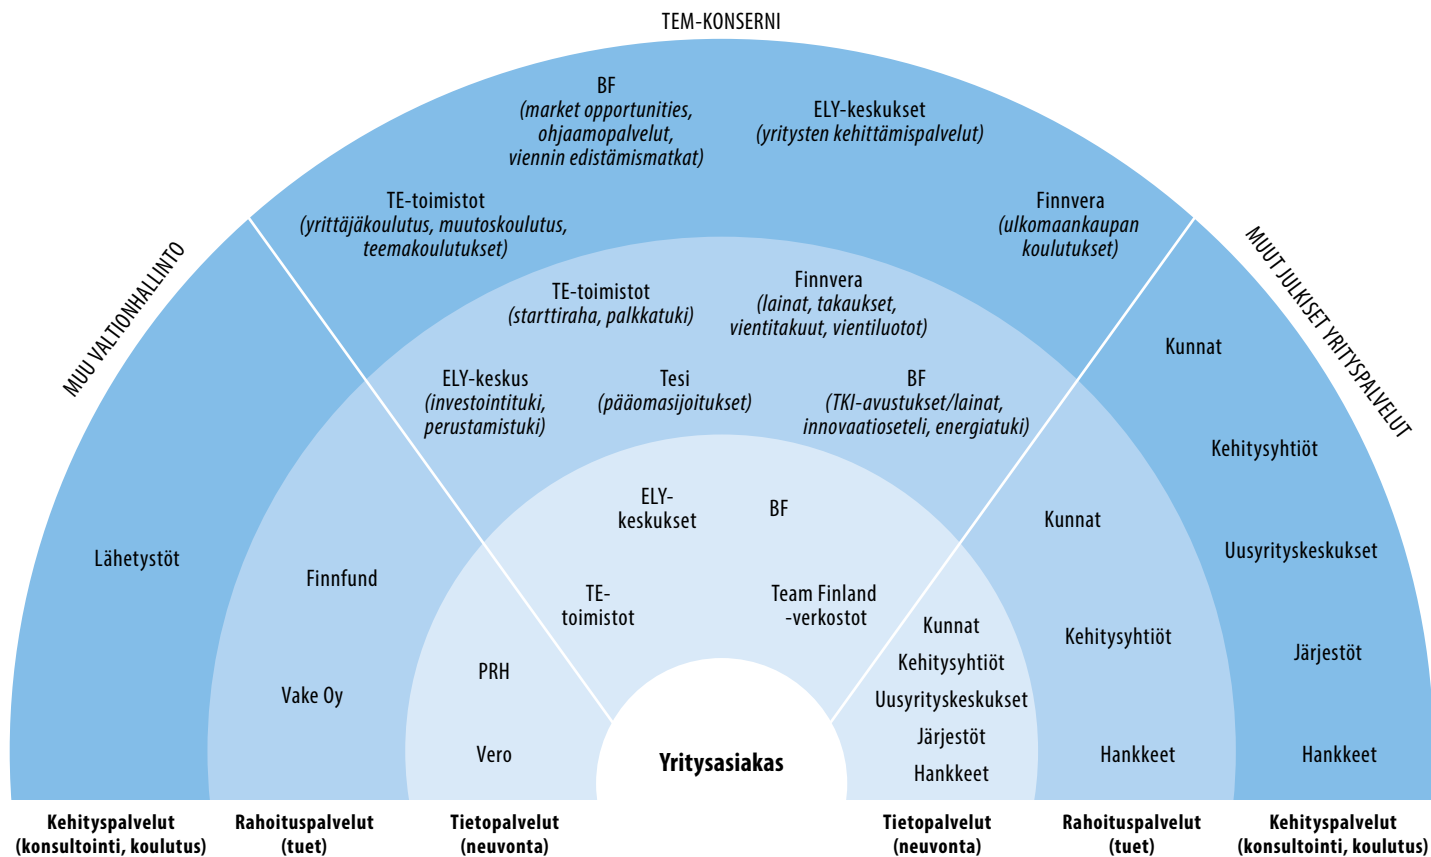 TEM-KONSERNI
BF
(market opportunities,
ohjaamopalvelut,
viennin edistämismatkat)
ELY-keskukset
(yritysten kehittämispalvelut)
TE-toimistot
(yrittäjäkoulutus, muutoskoulutus,
teemakoulutukset)
Finnvera
(ulkomaankaupan
koulutukset)
TE-toimistot
(starttiraha, palkkatuki)
Finnvera
(lainat, takaukset,
vientitakuut, vientiluotot)
ELY-keskus
(investointituki,
perustamistuki)
Tesi
(pääomasijoitukset)
BF
(TKI-avustukset/lainat,
innovaatioseteli, energiatuki)
ELY-
keskukset
BF
TE-
toimistot
Team Finland
-verkostot
MUU VALTIONHALLINTO
Lähetystöt
Finnfund
Vake Oy
PRH
Vero
Yritysasiakas
MUUT JULKISET YRITYSPALVELUT
Kunnat
Kehitysyhtiöt
Uusyrityskeskukset
Järjestöt
Hankkeet
Kunnat
Kehitysyhtiöt
Hankkeet
Kunnat
Kehitysyhtiöt
Uusyrityskeskukset
Järjestöt
Hankkeet
Kehityspalvelut
(konsultointi, koulutus)
Rahoituspalvelut
(tuet)
Tietopalvelut
(neuvonta)
Tietopalvelut
(neuvonta)
Rahoituspalvelut
(tuet)
Kehityspalvelut
(konsultointi, koulutus)